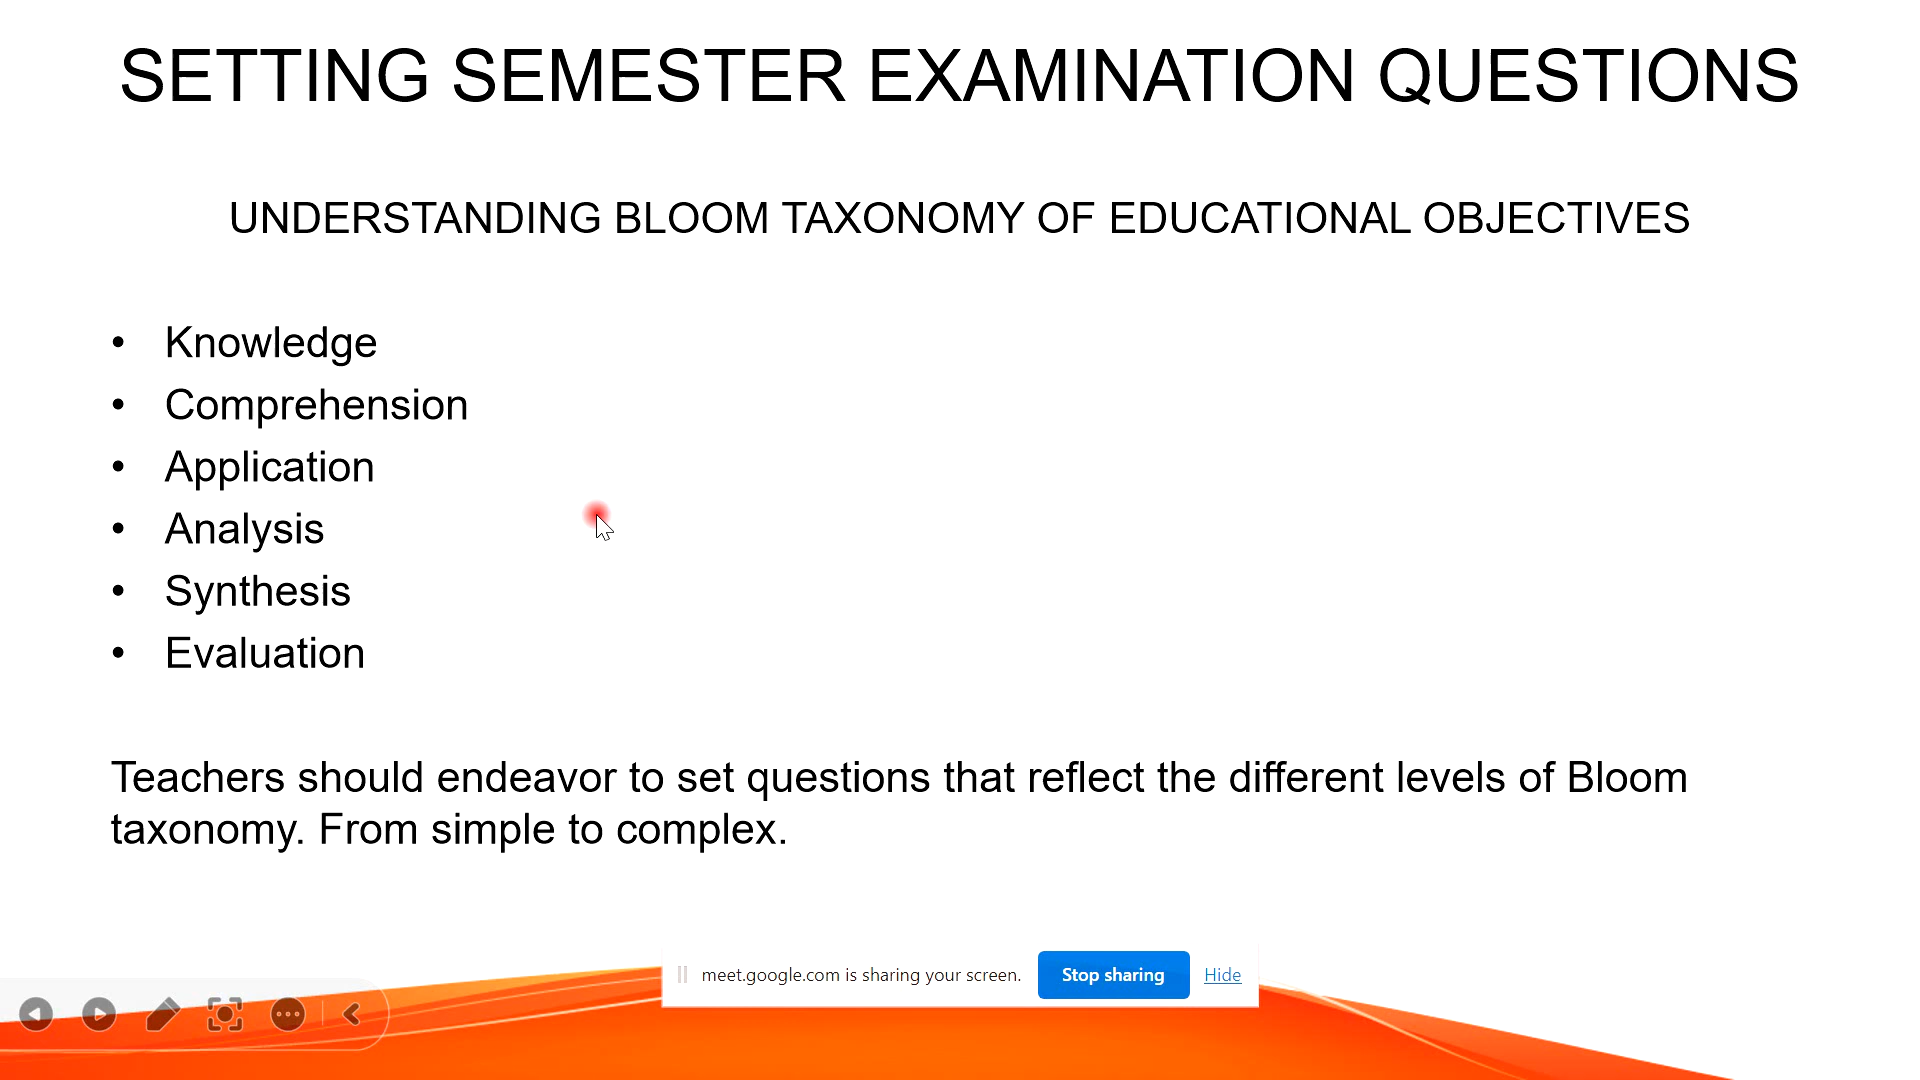 SETTING SEMESTER EXAMINATION QUESTIONS
UNDERSTANDING BLOOM TAXONOMY OF EDUCATIONAL OBJECTIVES
• Knowledge
• Comprehension
• Application
• Analysis
• Synthesis
• Evaluation
Teachers should endeavor to set questions that reflect the different levels of Bloom
taxonomy. From simple to complex.
meet.google.com is sharing your screen. Stop sharing Hide